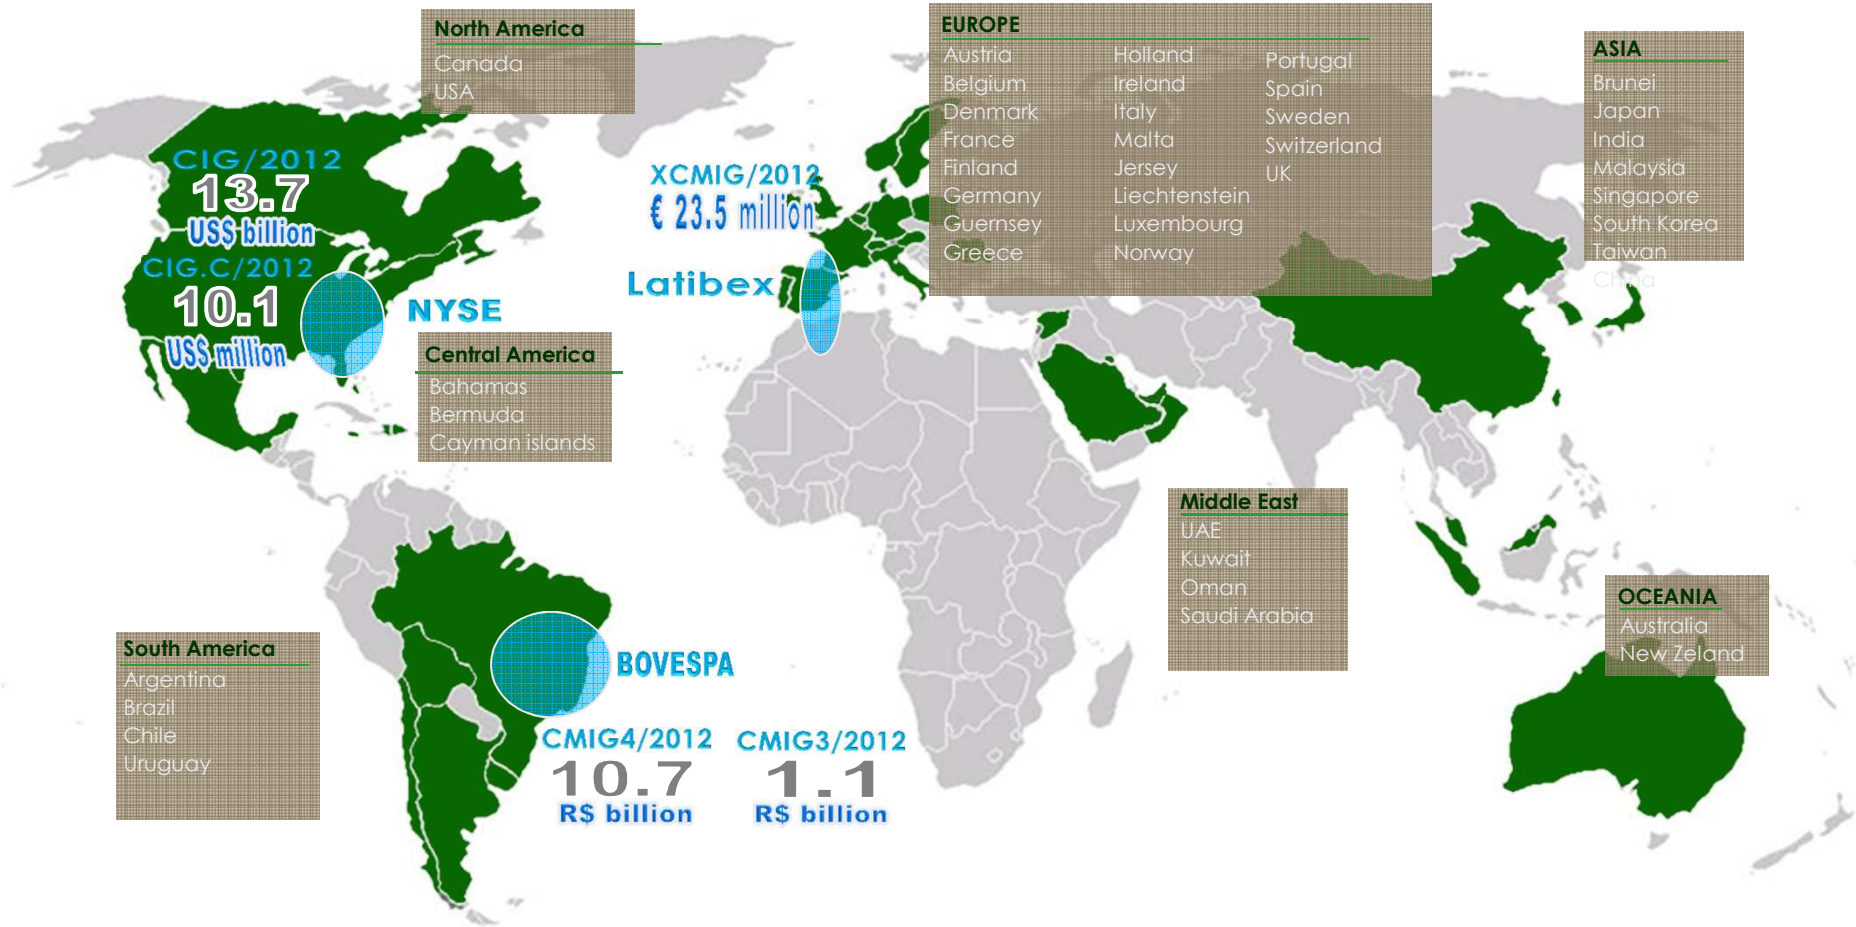 North America
Canada
USA
EUROPE
Austria
Belgium
Denmark
France
Finland
Germany
Guernsey
Greece
Holland
Ireland
Italy
Malta
Jersey
Liechtenstein
Luxembourg
Norway
Portugal
Spain
Sweden
Switzerland
UK
ASIA
Brunei
Japan
India
Malaysia
Singapore
South Korea
Taiwan
China
CIG/2012
13.7
US$ billion
CIG.C/2012
10.1
US$ million
NYSE
XCMIG/2012
€ 23.5 million
Latibex
Central America
Bahamas
Bermuda
Cayman islands
Middle East
UAE
Kuwait
Oman
Saudi Arabia
OCEANIA
Australia
New Zeland
South America
Argentina
Brazil
Chile
Uruguay
BOVESPA
CMIG4/2012
10.7
R$ billion
CMIG3/2012
1.1
R$ billion